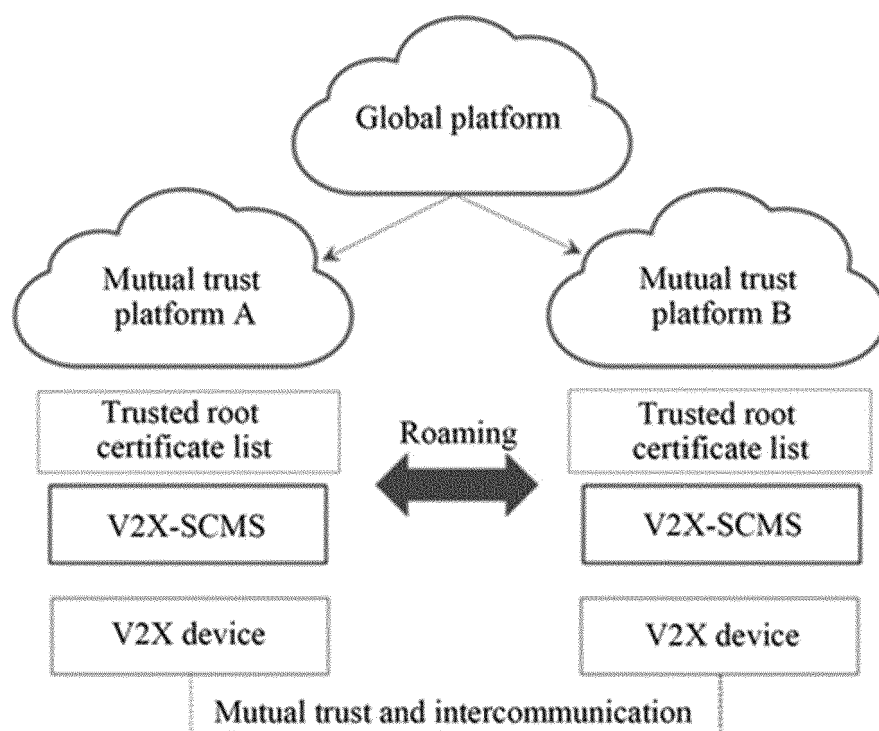 Global platform
Mutual trust
platform A
Mutual trust
platform B
Trusted root
certificate list
Roaming
Trusted root
certificate list
V2X-SCMS
V2X-SCMS
V2X device
V2X device
Mutual trust and intercommunication